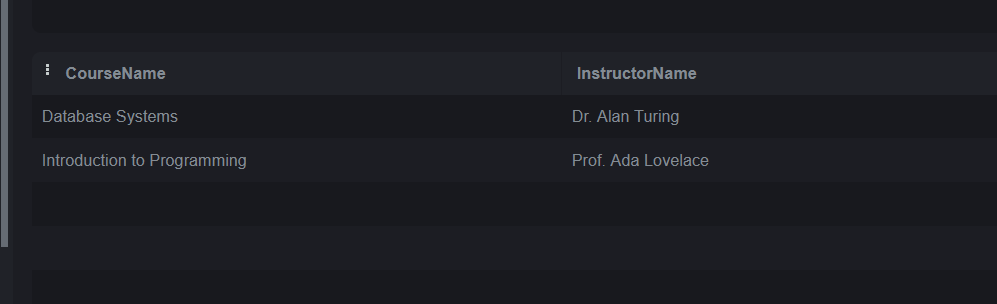 CourseName InstructorName
Database Systems Dr. Alan Turing
Introduction to Programming Prof. Ada Lovelace